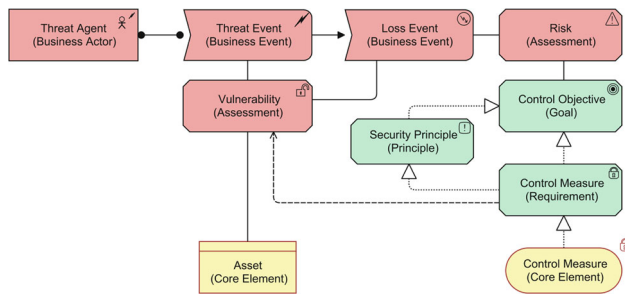 Threat Agent
(Business Actor)
Threat Event
(Business Event)
Loss Event
(Business Event)
Risk
(Assessment)
Vulnerability
(Assessment)
Control Objective
(Goal)
Security Principle
(Principle)
!
Control Measure
(Requirement)
Asset
(Core Element)
Control Measure
(Core Element)